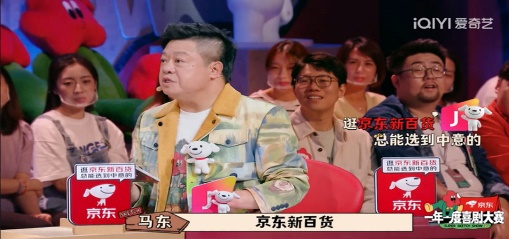 iQIYI 爱奇艺
逛京东新百货
总能选到中意的
逛京东新百货
总能选到中意的
京东
马东
京东新百货
逛京东新百货
总能选到中意的
京东
京东
一年一度喜剧大赛